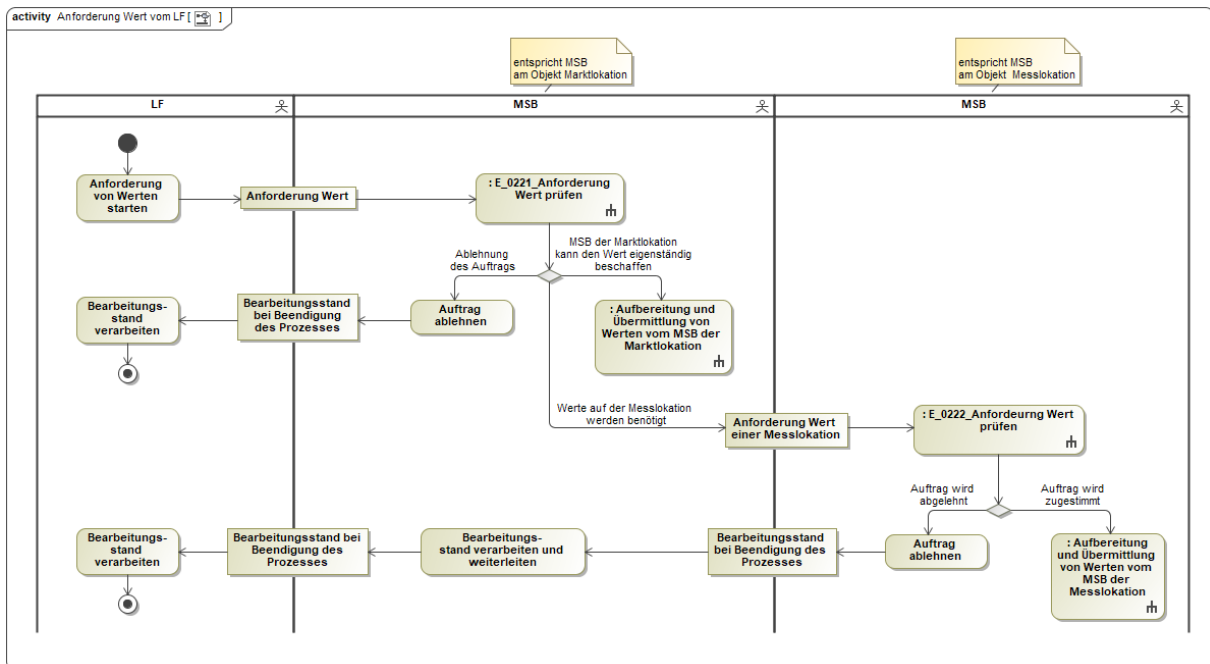 activity Anforderung Wert vom LF [ ]
entspricht MSB
am Objekt Marktlokation
entspricht MSB
am Objekt Messlokation
LF
MSB
MSB
Anforderung
von Werten
starten
Anforderung Wert
: E_0221_Anforderung
Wert prüfen
Ablehnung
des Auftrags
MSB der Marktlokation
kann den Wert eigenständig
beschaffen
Bearbeitungs-
stand
verarbeiten
Bearbeitungsstand
bei Beendigung
des Prozesses
Auftrag
ablehnen
: Aufbereitung und
Übermittlung von
Werten vom MSB der
Marktlokation
Werte auf der Messlokation
werden benötigt
Anforderung Wert
einer Messlokation
: E_0222_Anfordeurng Wert
prüfen
Auftrag wird
abgelehnt
Auftrag wird
zugestimmt
Bearbeitungs-
stand
verarbeiten
Bearbeitungsstand bei
Beendigung des
Prozesses
Bearbeitungs-
stand verarbeiten und
weiterleiten
Bearbeitungsstand
bei Beendigung des
Prozesses
Auftrag
ablehnen
: Aufbereitung
und Übermittlung
von Werten vom
MSB der
Messlokation